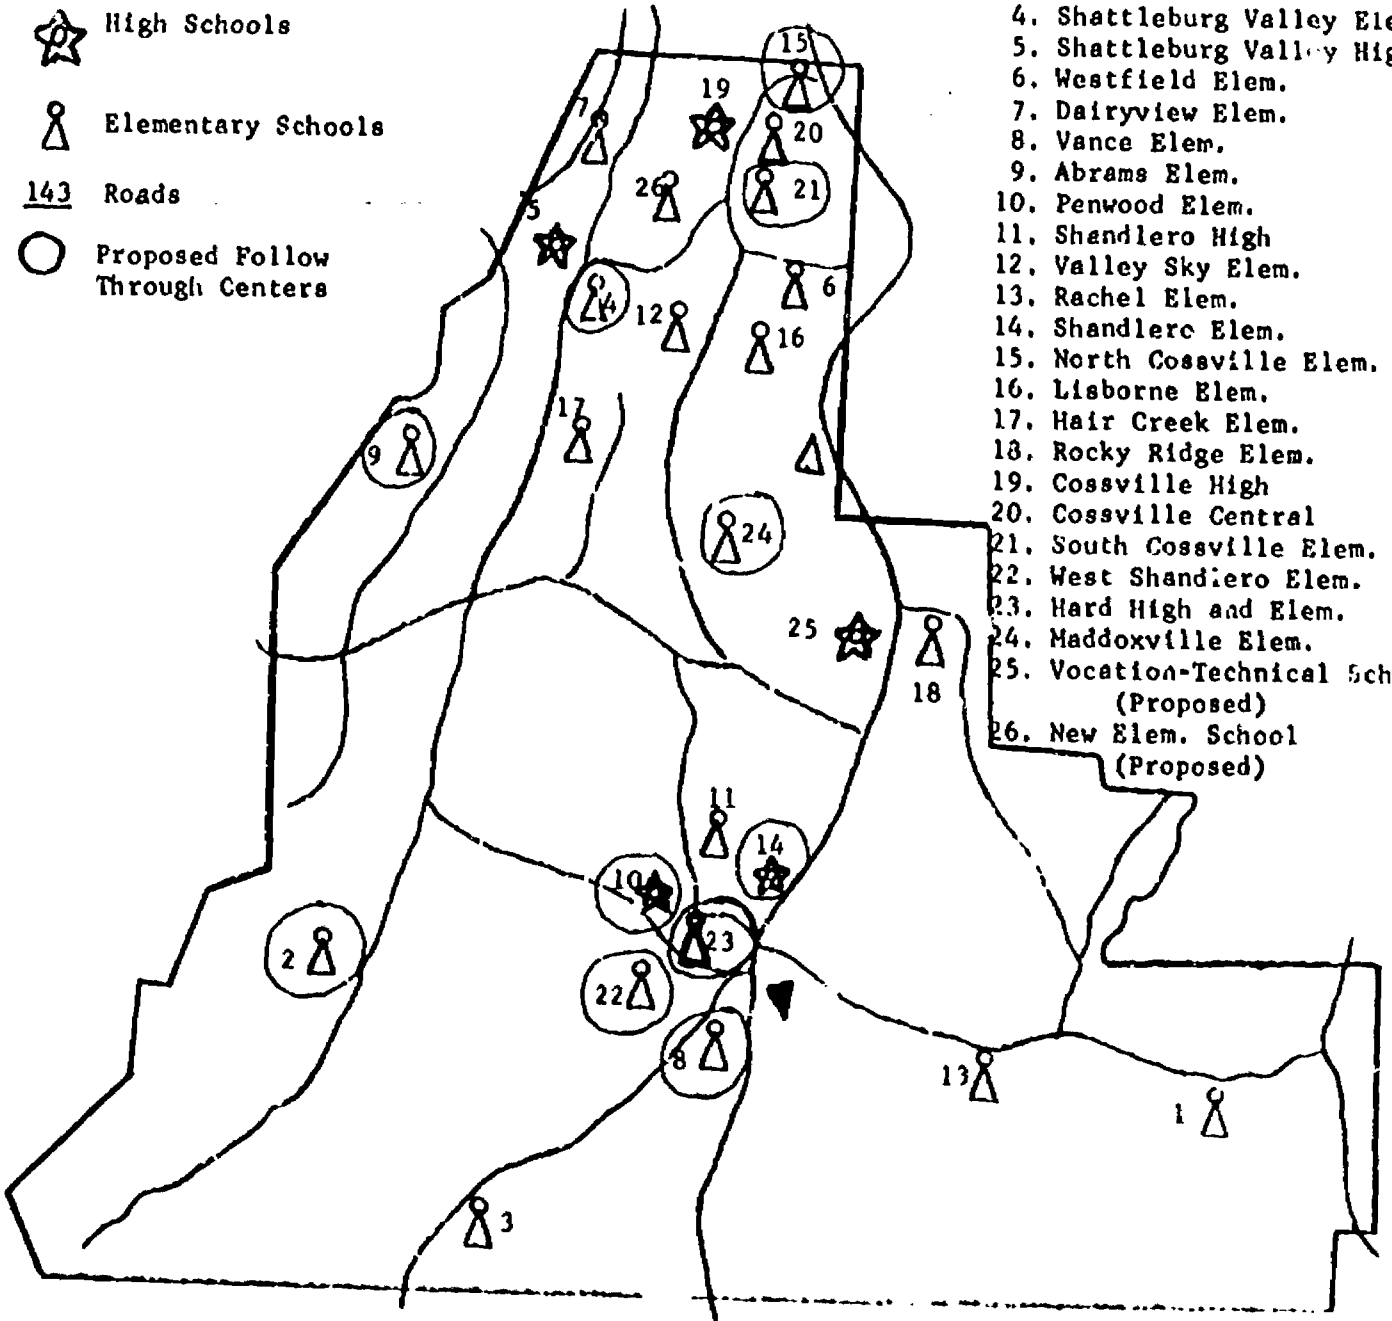 High Schools
Elementary Schools
143 Roads
Proposed Follow
Through Centers
4. Shattleburg Valley Ele
5. Shattleburg Valley Hig
6. Westfield Elem.
7. Dairyview Elem.
8. Vance Elem.
9. Abrams Elem.
10. Penwood Elem.
11. Shandlero High
12. Valley Sky Elem.
13. Rachel Elem.
14. Shandlero Elem.
15. North Cossville Elem.
16. Lisborne Elem.
17. Hair Creek Elem.
18. Rocky Ridge Elem.
19. Cossville High
20. Cossville Central
21. South Cossville Elem.
22. West Shandlero Elem.
23. Hard High and Elem.
24. Maddoxville Elem.
25. Vocation-Technical Sch
(Proposed)
26. New Elem. School
(Proposed)
15
19
7
20
26
21
5
4
12
6
16
17
9
24
25
18
11
14
10
23
2
22
8
13
1
3